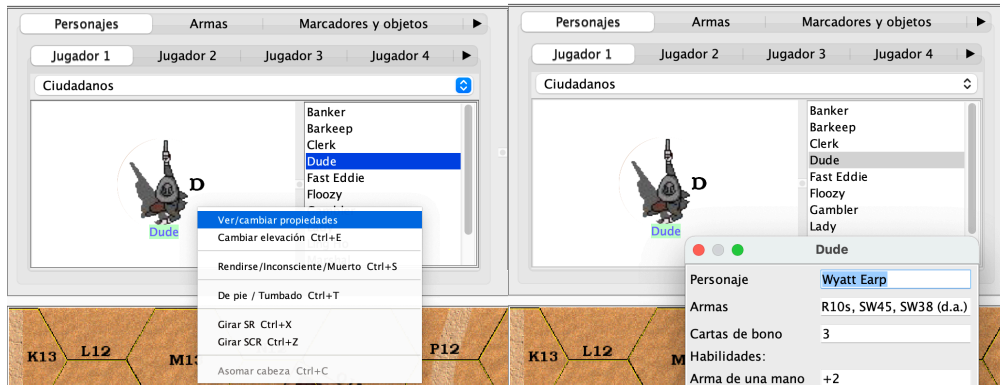 Personajes Armas Marcadores y objetos
Jugador 1 Jugador 2 Jugador 3 Jugador 4
Ciudadanos
Banker
Barkeep
Clerk
Dude
Fast Eddie
Floozy
D
Dude
Ver/cambiar propiedades
Cambiar elevación Ctrl+E
Rendirse/Inconsciente/Muerto Ctrl+S
De pie / Tumbado Ctrl+T
Girar SR Ctrl+X
Girar SCR Ctrl+Z
Asomar cabeza Ctrl+C
K13 L12 M13 P12
Personajes Armas Marcadores y objetos
Jugador 1 Jugador 2 Jugador 3 Jugador 4
Ciudadanos
Banker
Barkeep
Clerk
Dude
Fast Eddie
Floozy
Gambler
Lady
D
Dude
Dude
Personaje Wyatt Earp
Armas R10s, SW45, SW38 (d.a.)
Cartas de bono 3
Habilidades:
Arma de una mano +2
K13 L12